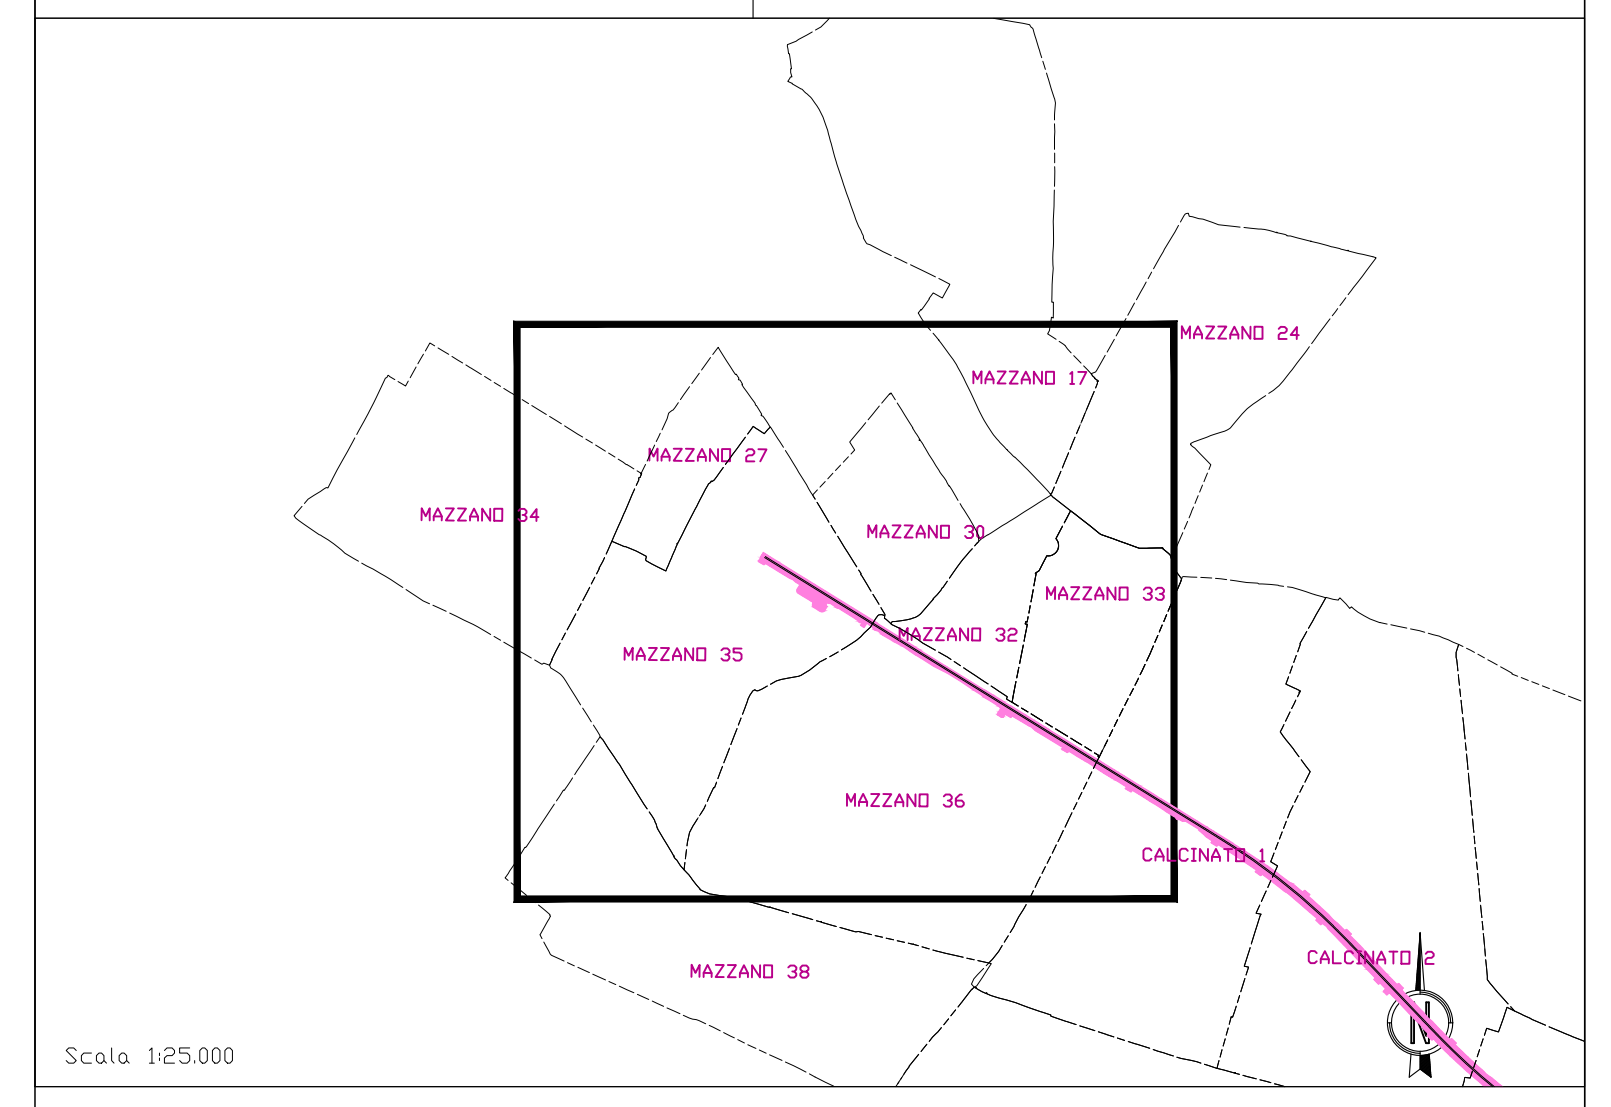 MAZZANO 24
MAZZANO 17
MAZZANO 27
MAZZANO 34
MAZZANO 30
MAZZANO 33
MAZZANO 32
MAZZANO 35
MAZZANO 36
CALCINATO 1
CALCINATO 2
MAZZANO 38
N
Scala 1:25.000